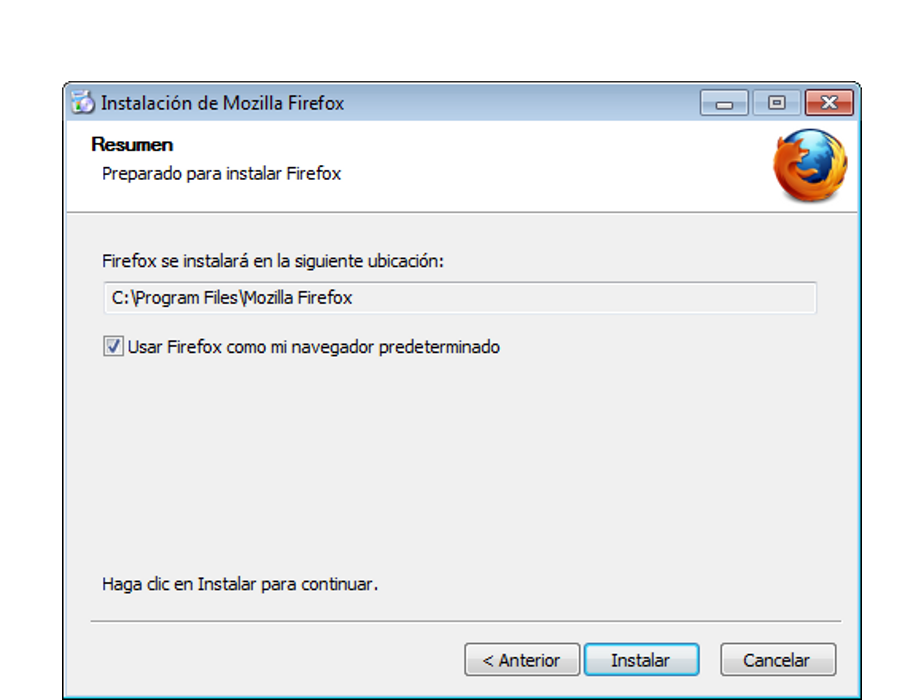 Instalación de Mozilla Firefox
Resumen
Preparado para instalar Firefox
Firefox se instalará en la siguiente ubicación:
C:\Program Files\Mozilla Firefox
Usar Firefox como mi navegador predeterminado
Haga clic en Instalar para continuar.
< Anterior Instalar Cancelar